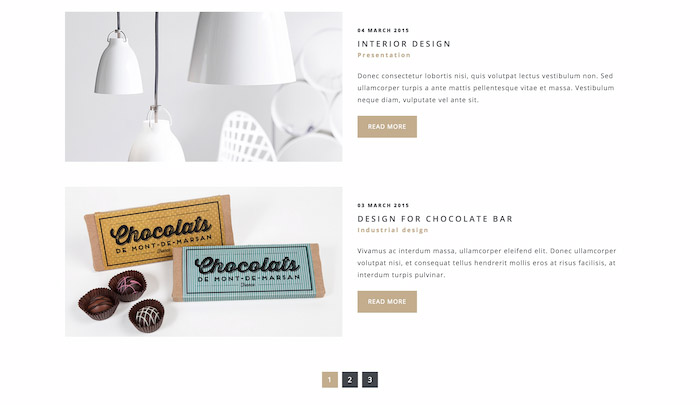 04 MARCH 2015
INTERIOR DESIGN
Presentation
Donec consectetur lobortis nisi, quis volutpat lectus vestibulum non. Sed
ullamcorper turpis a ante mattis pellentesque vitae et massa. Vestibulum
neque diam, vulputate vel ante sit.
READ MORE
Chocolats
DE MONT-DE-MARSAN
Chocolats
DE MONT-DE-MARSAN
France
03 MARCH 2015
DESIGN FOR CHOCOLATE BAR
Industrial design
Vivamus ac interdum massa, ullamcorper eleifend elit. Donec ullamcorper
volutpat nisi, et consequat tellus hendrerit mollis eros at risus facilisis, at
interdum turpis pulvinar.
READ MORE
1 2 3